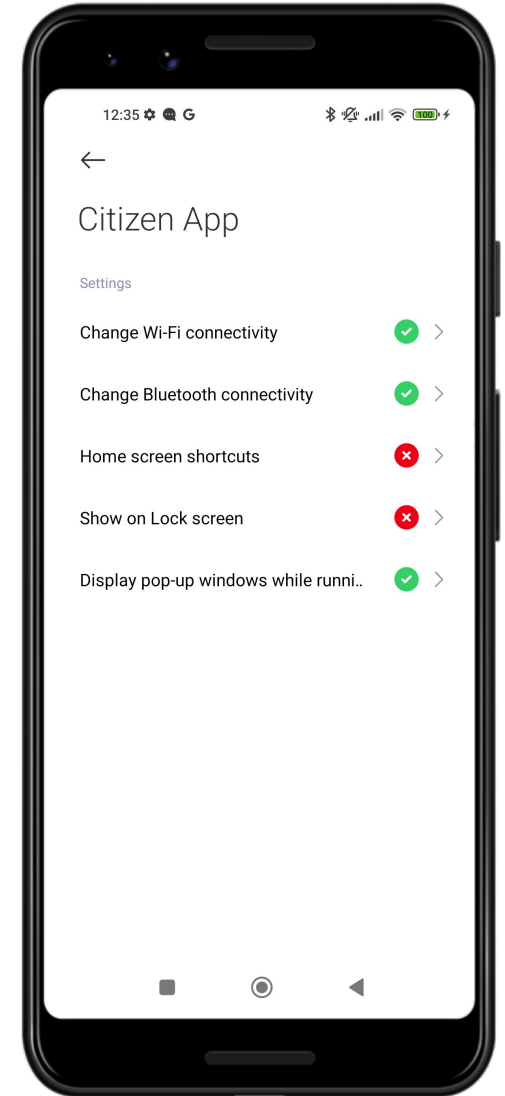 12:35 G 100
Citizen App
Settings
Change Wi-Fi connectivity
Change Bluetooth connectivity
Home screen shortcuts
Show on Lock screen
Display pop-up windows while runni..